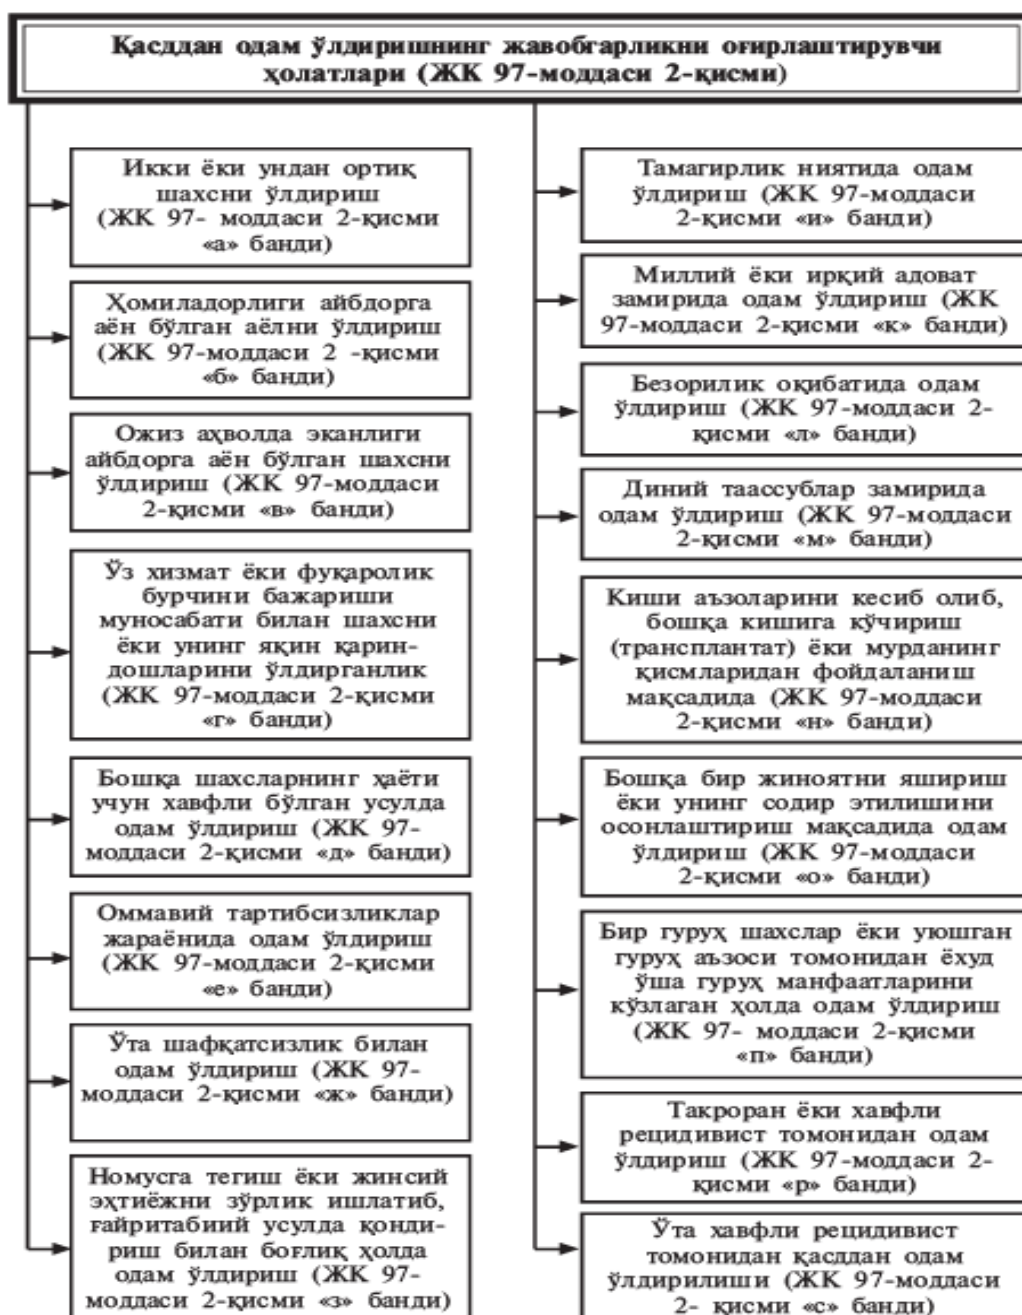 Қасддан одам ўлдиришнинг жавобгарликни оғирлаштирувчи
ҳолатлари (ЖК 97-моддаси 2-қисми)
Икки ёки ундан ортиқ
шахсни ўлдириш
(ЖК 97- моддаси 2-қисми
«а» банди)
Ҳомиладорлиги айбдорга
аён бўлган аёлни ўлдириш
(ЖК 97-моддаси 2 -қисми
«б» банди)
Ожиз аҳволда эканлиги
айбдорга аён бўлган шахсни
ўлдириш (ЖК 97-моддаси
2-қисми «в» банди)
Ўз хизмат ёки фуқаролик
бурчини бажариши
муносабати билан шахсни
ёки унинг яқин қарин-
дошларини ўлдирганлик
(ЖК 97-моддаси 2-қисми
«г» банди)
Бошқа шахсларнинг ҳаёти
учун хавфли бўлган усулда
одам ўлдириш (ЖК 97-
моддаси 2-қисми «д» банди)
Оммавий тартибсизликлар
жараёнида одам ўлдириш
(ЖК 97-моддаси 2-қисми
«е» банди)
Ўта шафқатсизлик билан
одам ўлдириш (ЖК 97-
моддаси 2-қисми «ж» банди)
Номусга тегиш ёки жинсий
эҳтиёжни зўрлик ишлатиб,
ғайритабиий усулда қонди-
риш билан боғлиқ ҳолда
одам ўлдириш (ЖК 97-
моддаси 2-қисми «з» банди)
Тамагирлик ниятида одам
ўлдириш (ЖК 97-моддаси
2-қисми «и» банди)
Миллий ёки ирқий адоват
замирида одам ўлдириш (ЖК
97-моддаси 2-қисми «к» банди)
Безорилик оқибатида одам
ўлдириш (ЖК 97-моддаси 2-
қисми «л» банди)
Диний таассублар замирида
одам ўлдириш (ЖК 97-моддаси
2-қисми «м» банди)
Киши аъзоларини кесиб олиб,
бошқа кишига кўчириш
(трансплантат) ёки мурданинг
қисмларидан фойдаланиш
мақсадида (ЖК 97-моддаси
2-қисми «н» банди)
Бошқа бир жиноятни яшириш
ёки унинг содир этилишини
осонлаштириш мақсадида одам
ўлдириш (ЖК 97-моддаси
2-қисми «о» банди)
Бир гуруҳ шахслар ёки уюшган
гуруҳ аъзоси томонидан ёхуд
ўша гуруҳ манфаатларини
кўзлаган ҳолда одам ўлдириш
(ЖК 97- моддаси 2-қисми
«п» банди)
Такроран ёки хавфли
рецидивист томонидан одам
ўлдириш (ЖК 97-моддаси 2-
қисми «р» банди)
Ўта хавфли рецидивист
томонидан қасддан одам
ўлдирилиши (ЖК 97-моддаси
2- қисми «с» банди)